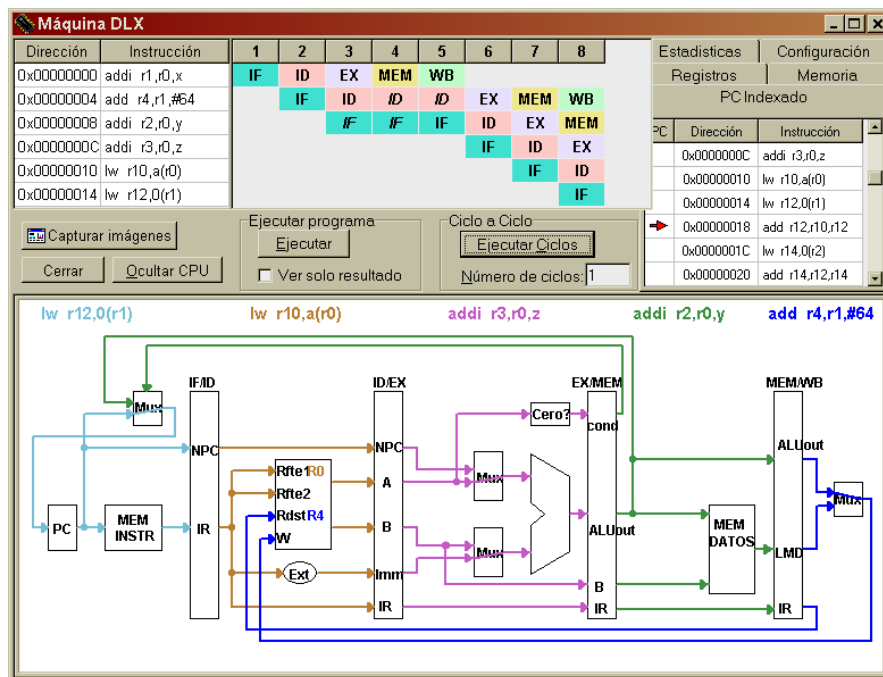 Máquina DLX
Dirección Instrucción 1 2 3 4 5 6 7 8
0x00000000 addi r1,r0,x IF ID EX MEM WB
0x00000004 add r4,r1,#64 IF ID ID ID EX MEM WB
0x00000008 addi r2,r0,y IF IF IF ID EX MEM
0x0000000C addi r3,r0,z IF ID EX
0x00000010 lw r10,a(r0) IF ID
0x00000014 lw r12,0(r1) IF
Estadisticas Configuración
Registros Memoria
PC Indexado
PC Dirección Instrucción
0x0000000C addi r3,r0,z
0x00000010 lw r10,a(r0)
0x00000014 lw r12,0(r1)
0x00000018 add r12,r10,r12
0x0000001C lw r14,0(r2)
0x00000020 add r14,r12,r14
Capturar imágenes
Cerrar Ocultar CPU
Ejecutar programa
Ejecutar
Ver solo resultado
Ciclo a Ciclo
Ejecutar Ciclos
Número de ciclos: 1
lw r12,0(r1) lw r10,a(r0) addi r3,r0,z addi r2,r0,y add r4,r1,#64
IF/ID ID/EX EX/MEM MEM/WB
Mux Cero? cond
NPC NPC ALUout
Rfte1 R0 A Mux
Rfte2
Mux
PC MEM INSTR IR Rdst R4 B ALUout MEM DATOS
W Mux LMD
Ext Imm B
IR IR IR